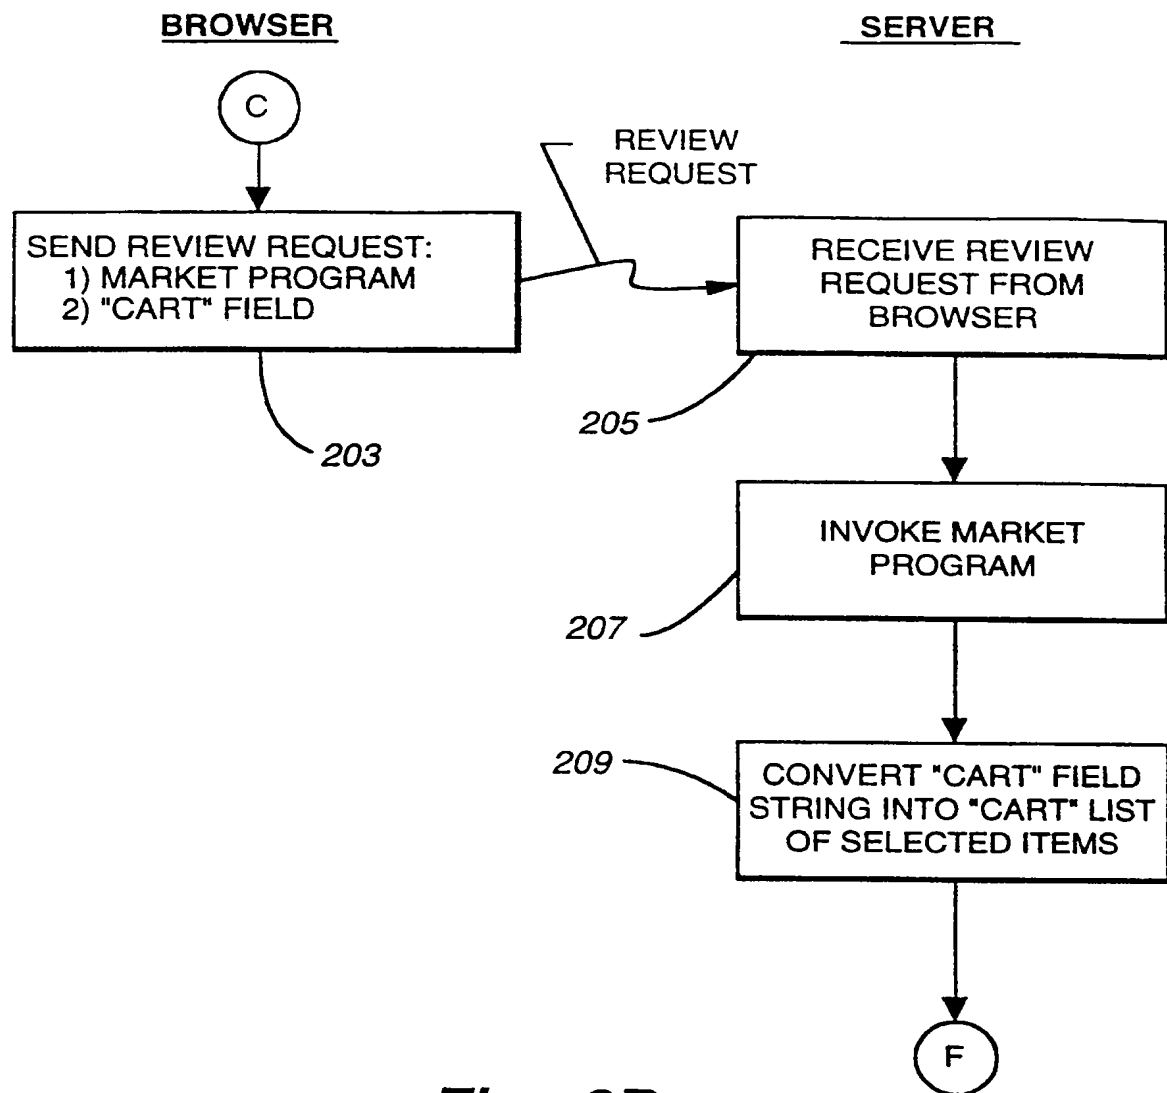 BROWSER
SERVER
C
REVIEW
REQUEST
SEND REVIEW REQUEST:
1) MARKET PROGRAM
2) "CART" FIELD
RECEIVE REVIEW
REQUEST FROM
BROWSER
205
203
INVOKE MARKET
PROGRAM
207
209
CONVERT "CART" FIELD
STRING INTO "CART" LIST
OF SELECTED ITEMS
F